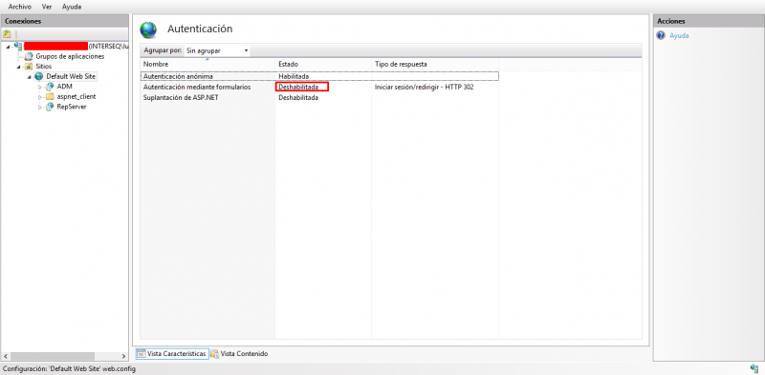 Archivo Ver Ayuda
Conexiones
(INTERSEQ\Ju
Grupos de aplicaciones
Sitios
Default Web Site
ADM
aspnet_client
RepServer
Autenticación
Agrupar por: Sin agrupar
Nombre Estado Tipo de respuesta
Autenticación anónima Habilitada
Autenticación mediante formularios Deshabilitada Iniciar sesión/redirigir - HTTP 302
Suplantación de ASP.NET Deshabilitada
Vista Características Vista Contenido
Acciones
Ayuda
Configuración: 'Default Web Site' web.config